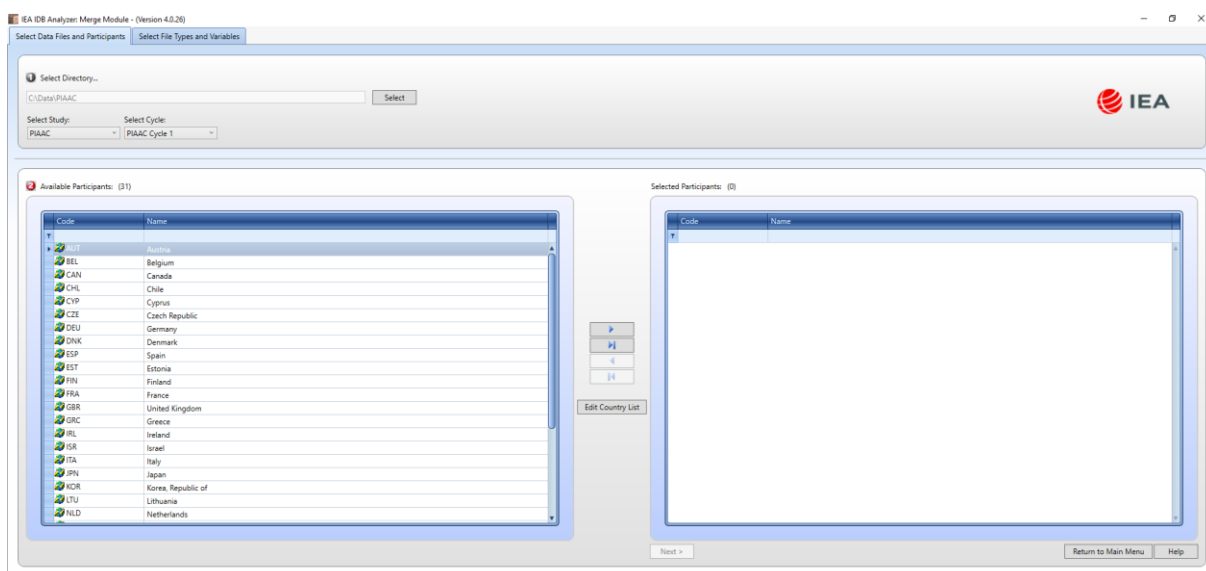 IEA IDB Analyzer: Merge Module - (Version 4.0.26)
Select Data Files and Participants Select File Types and Variables
1 Select Directory...
C:\Data\PIAAC Select
IEA
Select Study: Select Cycle:
PIAAC PIAAC Cycle 1
2 Available Participants: (31)
Selected Participants: (0)
Code Name
Code Name
AUT Austria
BEL Belgium
CAN Canada
CHL Chile
CYP Cyprus
CZE Czech Republic
DEU Germany
DNK Denmark
ESP Spain
EST Estonia
FIN Finland
FRA France
GBR United Kingdom
GRC Greece
IRL Ireland
ISR Israel
ITA Italy
JPN Japan
KOR Korea, Republic of
LTU Lithuania
NLD Netherlands
Edit Country List
Next > Return to Main Menu Help